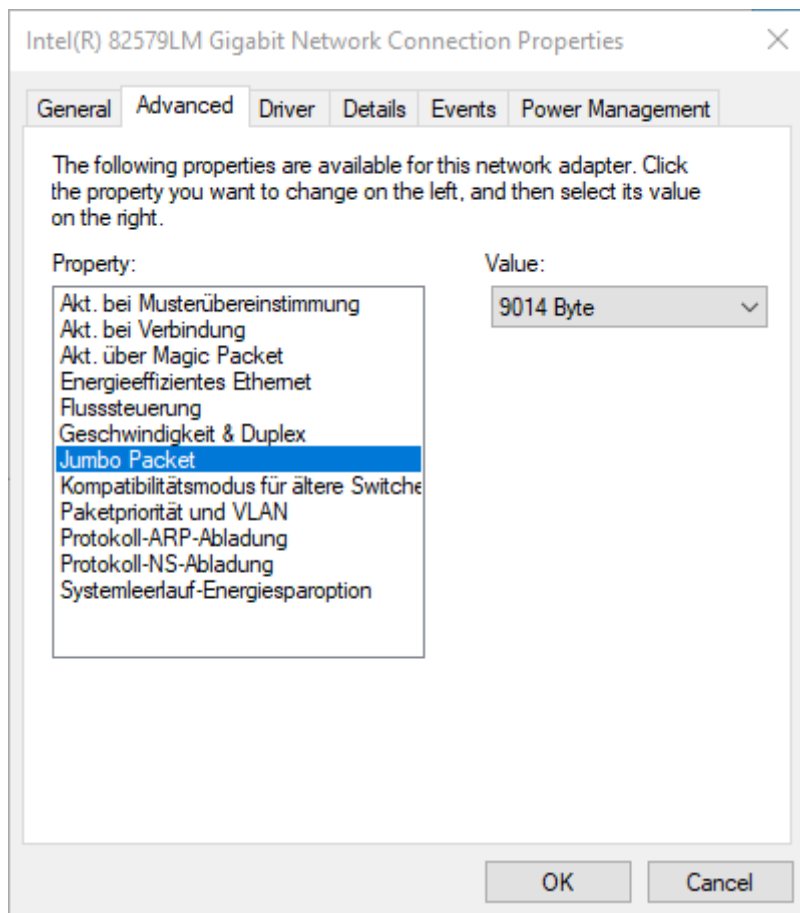 Intel(R) 82579LM Gigabit Network Connection Properties
General Advanced Driver Details Events Power Management
The following properties are available for this network adapter. Click
the property you want to change on the left, and then select its value
on the right.
Property:
Value:
Akt. bei Musterübereinstimmung
Akt. bei Verbindung
Akt. über Magic Packet
Energieeffizientes Ethernet
Flusssteuerung
Geschwindigkeit & Duplex
Jumbo Packet
Kompatibilitätsmodus für ältere Switche
Paketpriorität und VLAN
Protokoll-ARP-Abladung
Protokoll-NS-Abladung
Systemleerlauf-Energiesparoption
9014 Byte
OK
Cancel